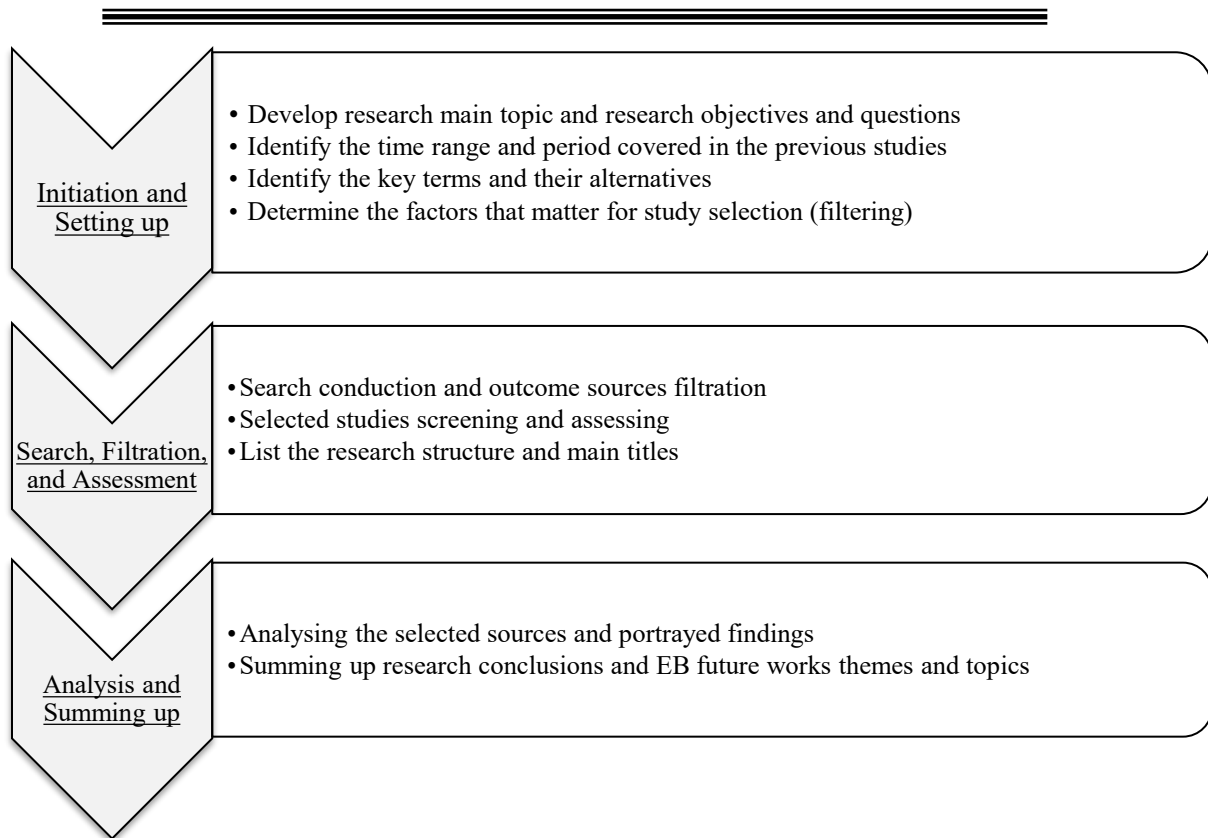 Initiation and
Setting up
• Develop research main topic and research objectives and questions
• Identify the time range and period covered in the previous studies
• Identify the key terms and their alternatives
• Determine the factors that matter for study selection (filtering)
Search, Filtration,
and Assessment
•Search conduction and outcome sources filtration
•Selected studies screening and assessing
•List the research structure and main titles
Analysis and
Summing up
•Analysing the selected sources and portrayed findings
•Summing up research conclusions and EB future works themes and topics